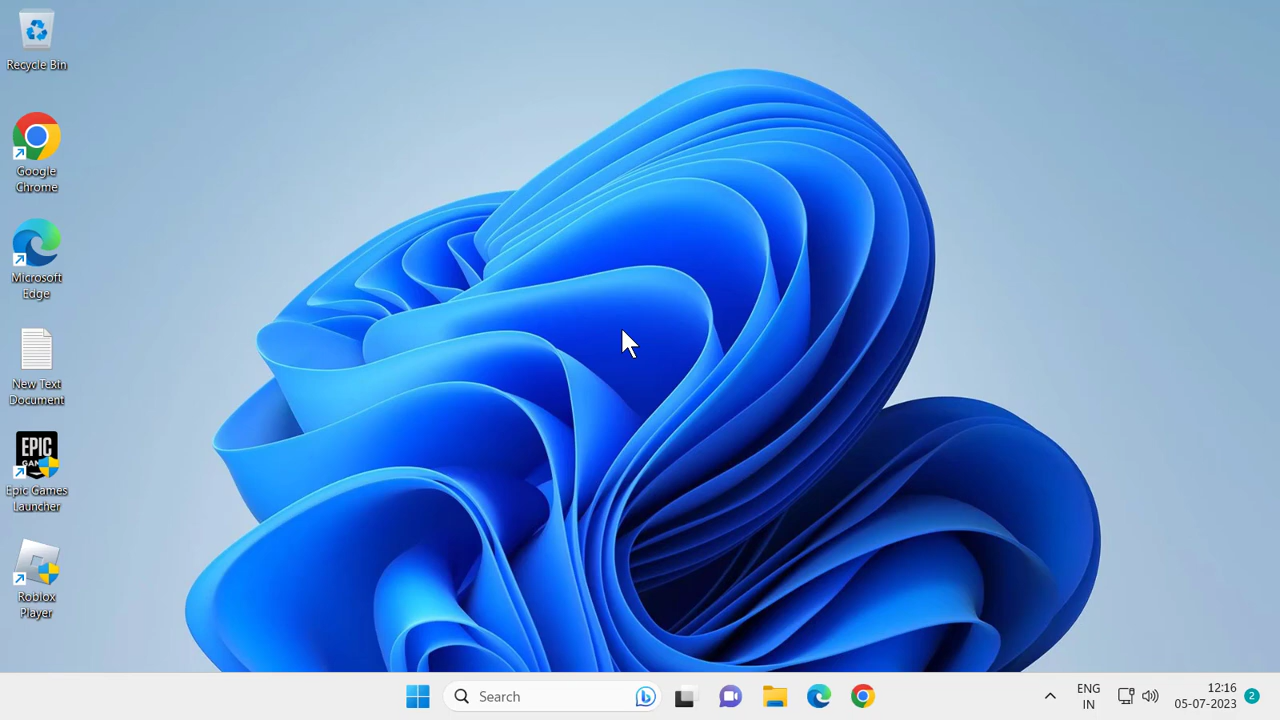 Recycle Bin
Google
Chrome
Microsoft
Edge
New Text
Document
EPIC
GAMES
Epic Games
Launcher
Roblox
Player
Search
ENG
IN
12:16
05-07-2023
2